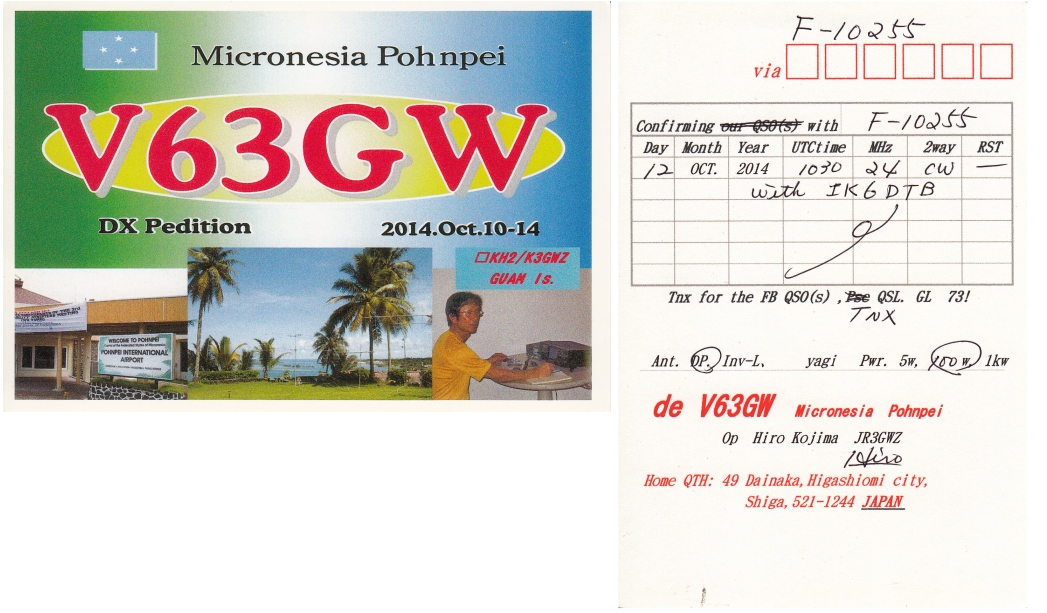 Micronesia Pohnpei
V63GW
DX Pedition
2014.Oct.10-14
□KH2/K3GWZ
GUAM Is.
WELCOME TO POHNPEI
POHNPEI INTERNATIONAL
AIRPORT
F-10255
via
Confirming our QSO(s) with F-10255
Day Month Year UTCtime MHz 2way RST
12 OCT. 2014 1030 24 CW —
with IK6DTB
Tnx for the FB QSO(s) ,Pse QSL. GL 73!
TNX
Ant. DP, Inv-L, yagi Pwr. 5w, 100w, 1kw
de V63GW Micronesia Pohnpei
Op Hiro Kojima JR3GWZ
Hiro
Home QTH: 49 Dainaka,Higashiomi city,
Shiga,521-1244 JAPAN